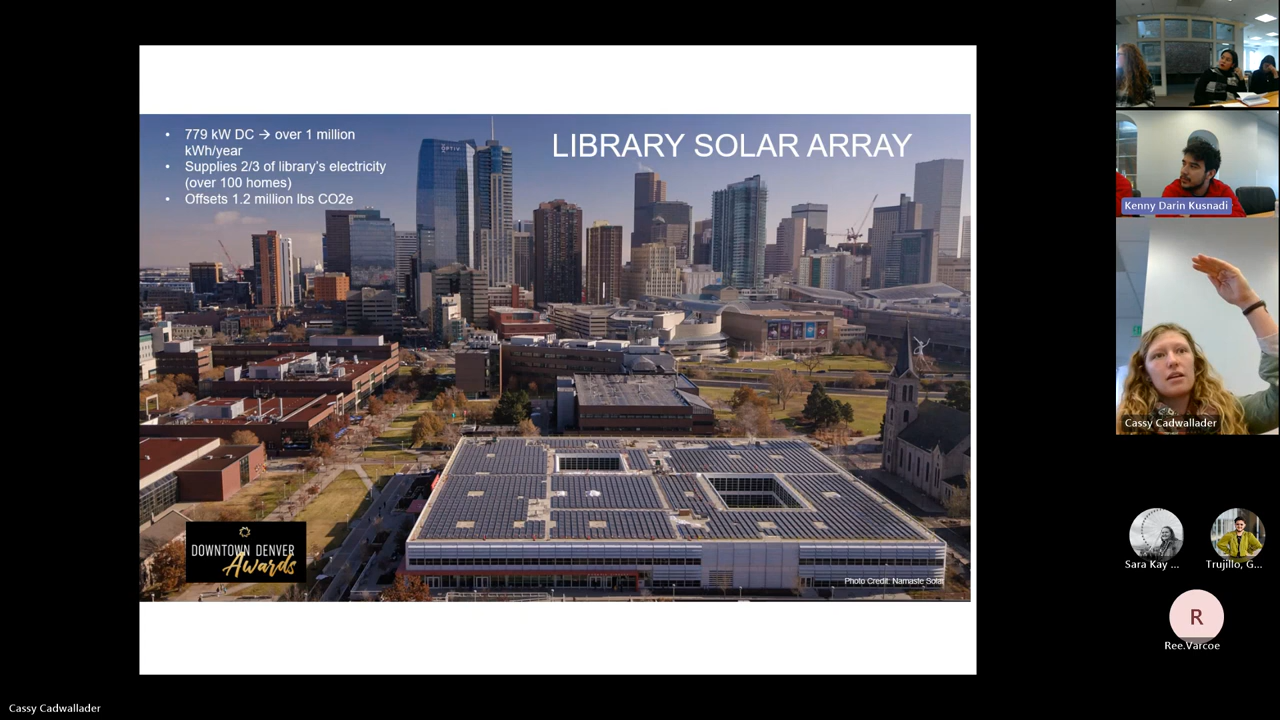 • 779 kW DC → over 1 million
kWh/year
• Supplies 2/3 of library's electricity
(over 100 homes)
• Offsets 1.2 million lbs CO2e
LIBRARY SOLAR ARRAY
OPTIV
DOWNTOWN DENVER
Awards
Photo Credit: Namaste Solar
Kenny Darin Kusnadi
Cassy Cadwallader
Sara Kay ...
Trujillo, G...
R
Ree.Varcoe
Cassy Cadwallader